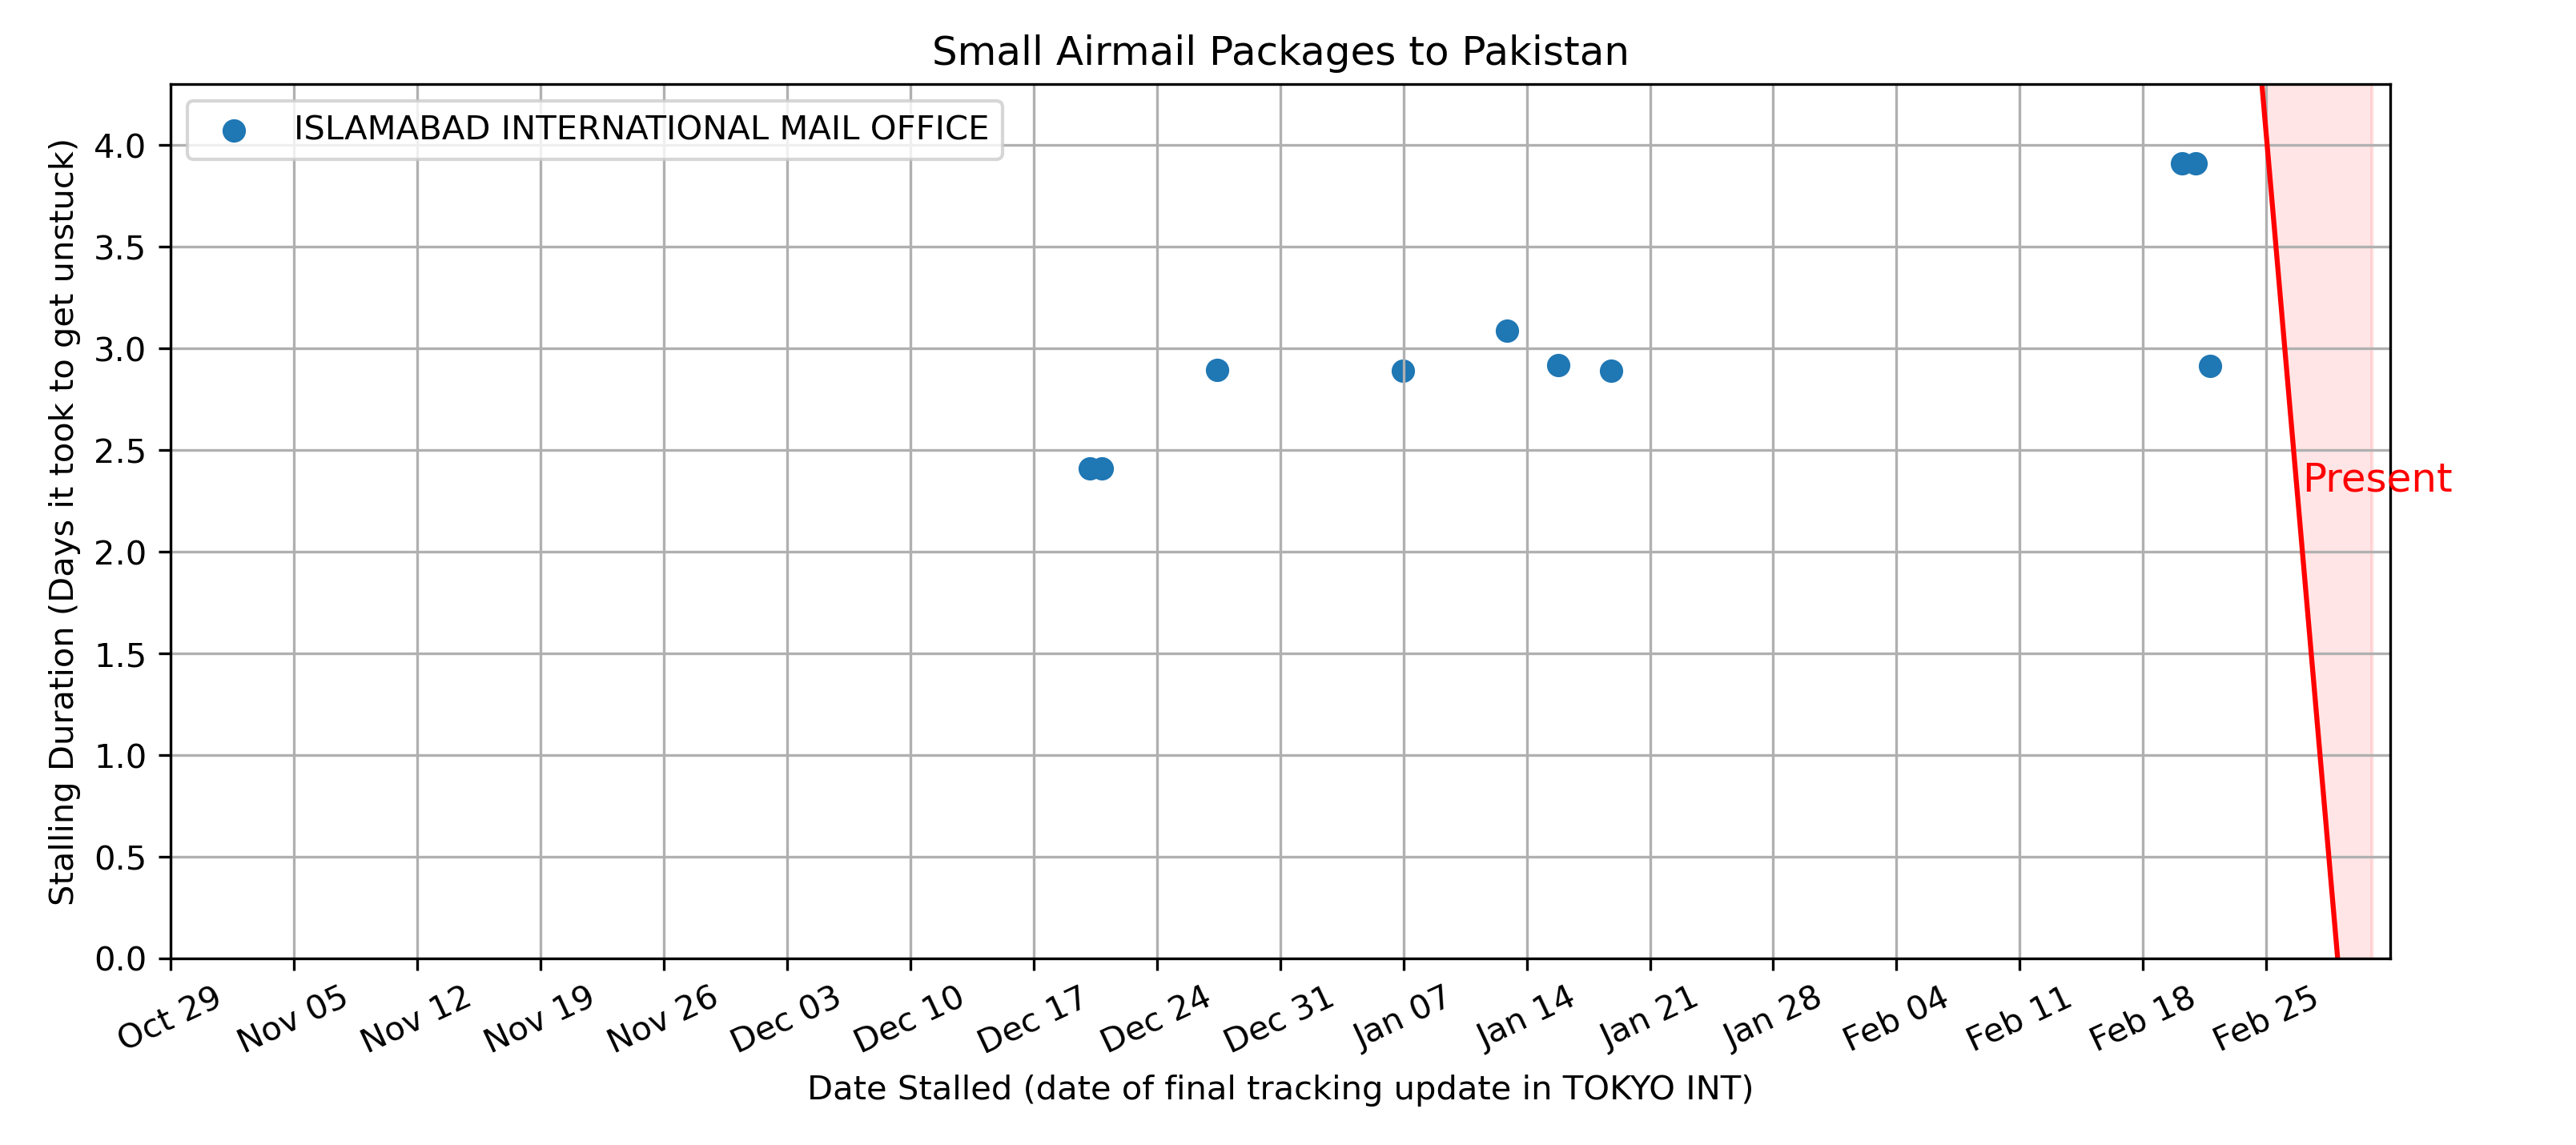 Small Airmail Packages to Pakistan
ISLAMABAD INTERNATIONAL MAIL OFFICE
Stalling Duration (Days it took to get unstuck)
4.0
3.5
3.0
2.5
2.0
1.5
1.0
0.5
0.0
Present
Oct 29
Nov 05
Nov 12
Nov 19
Nov 26
Dec 03
Dec 10
Dec 17
Dec 24
Dec 31
Jan 07
Jan 14
Jan 21
Jan 28
Feb 04
Feb 11
Feb 18
Feb 25
Date Stalled (date of final tracking update in TOKYO INT)